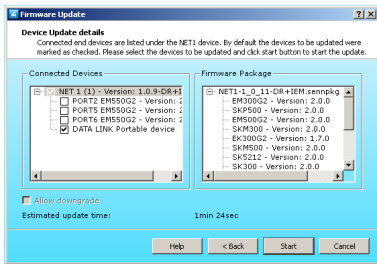 Firmware Update
Device Update details
Connected end devices are listed under the NET1 device. By default the devices to be updated were
marked as checked. Please select the devices to be updated and click start button to start the update.
Connected Devices
NET 1 (1) - Version: 1.0.9-DR+I
PORT2 EM550G2 - Version: 2
PORT5 EM550G2 - Version: 2
PORT6 EM550G2 - Version: 2
DATA LINK Portable device
Firmware Package
NET1-1_0_11-DR+IEM.sennpkg
EM300G2 - Version: 2.0.0
SKP500 - Version: 2.0.0
EM500G2 - Version: 2.0.0
SKM300 - Version: 2.0.0
EK300G2 - Version: 1.7.0
SKM500 - Version: 2.0.0
SK5212 - Version: 2.0.0
SK300 - Version: 2.0.0
Allow downgrade
Estimated update time: 1min 24sec
Help < Back Start Cancel